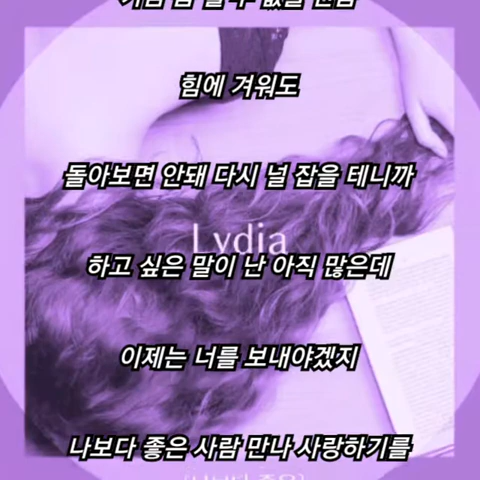 힘에 겨워도
돌아보면 안돼 다시 널 잡을 테니까
Lydia
하고 싶은 말이 난 아직 많은데
이제는 너를 보내야겠지
나보다 좋은 사람 만나 사랑하기를